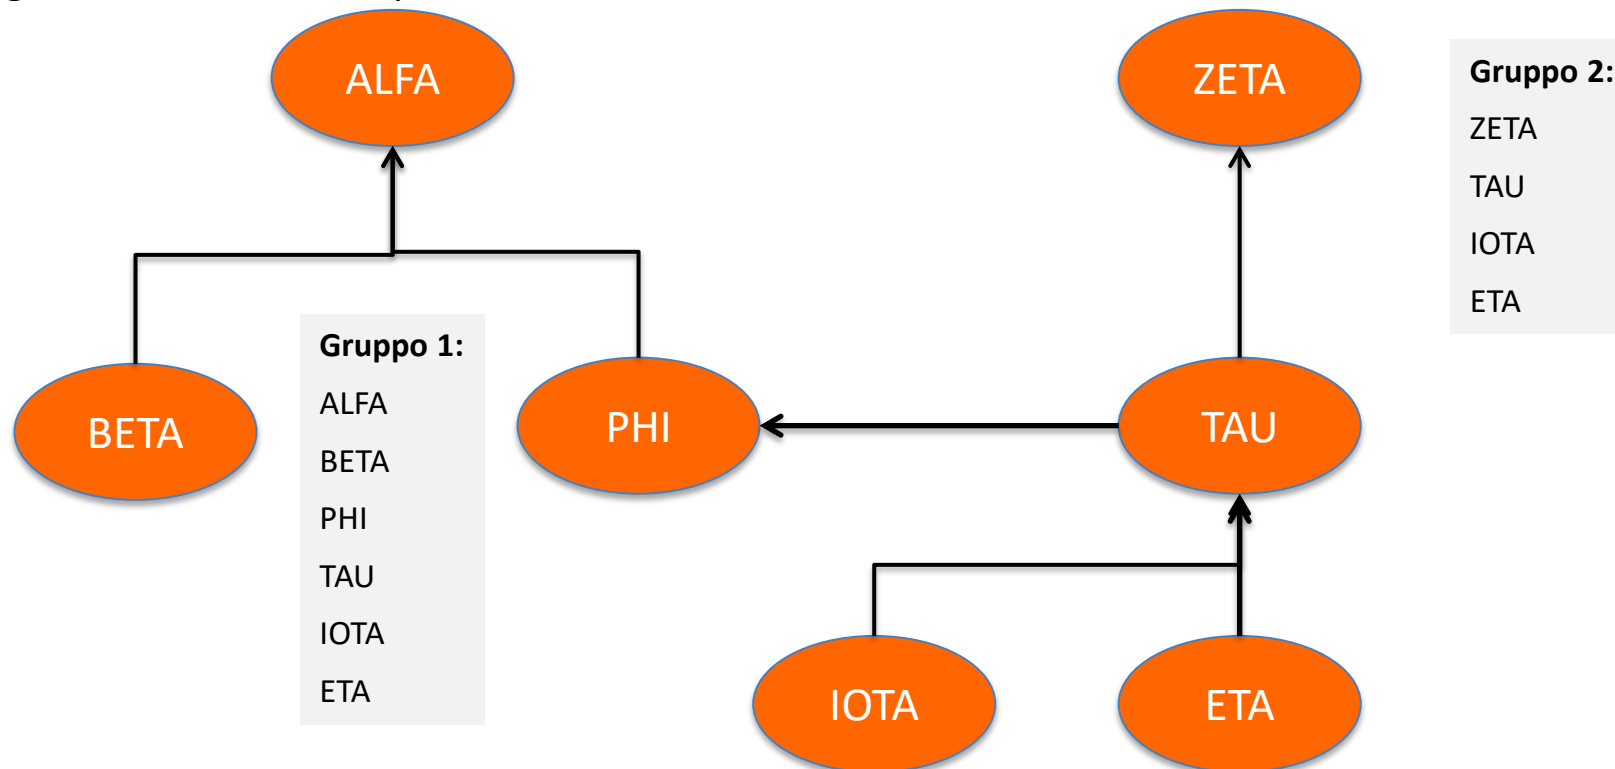 ALFA
ZETA
Gruppo 2:
ZETA
TAU
IOTA
ETA
BETA
Gruppo 1:
ALFA
BETA
PHI
TAU
IOTA
ETA
PHI
TAU
IOTA
ETA